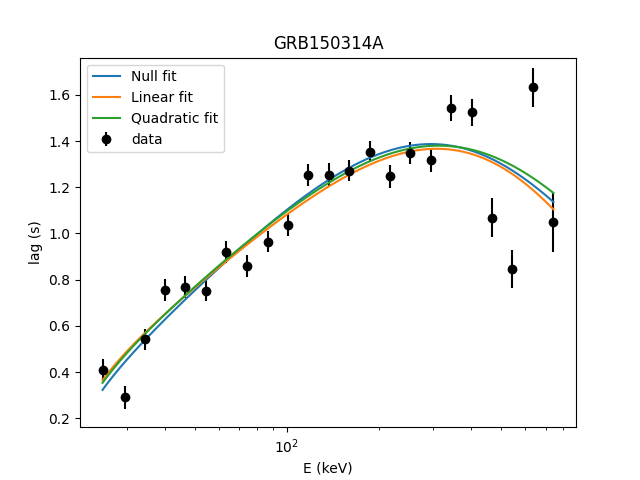 GRB150314A
Null fit
Linear fit
Quadratic fit
data
1.6
1.4
1.2
1.0
0.8
0.6
0.4
0.2
lag (s)
10²
E (keV)